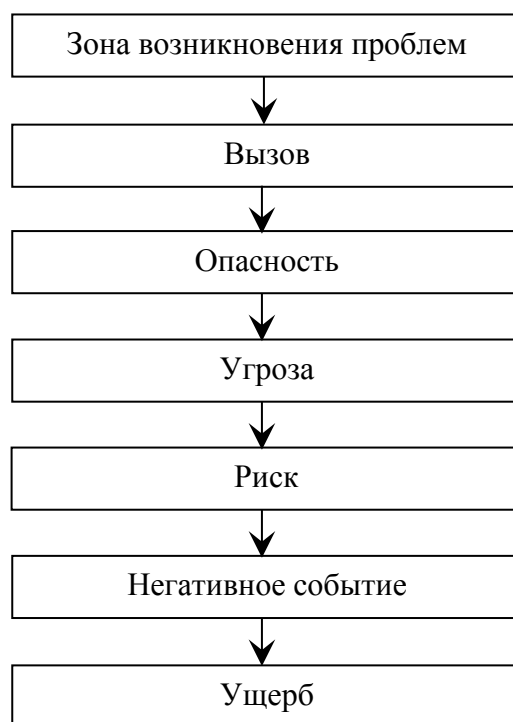 Зона возникновения проблем
Вызов
Опасность
Угроза
Риск
Негативное событие
Ущерб